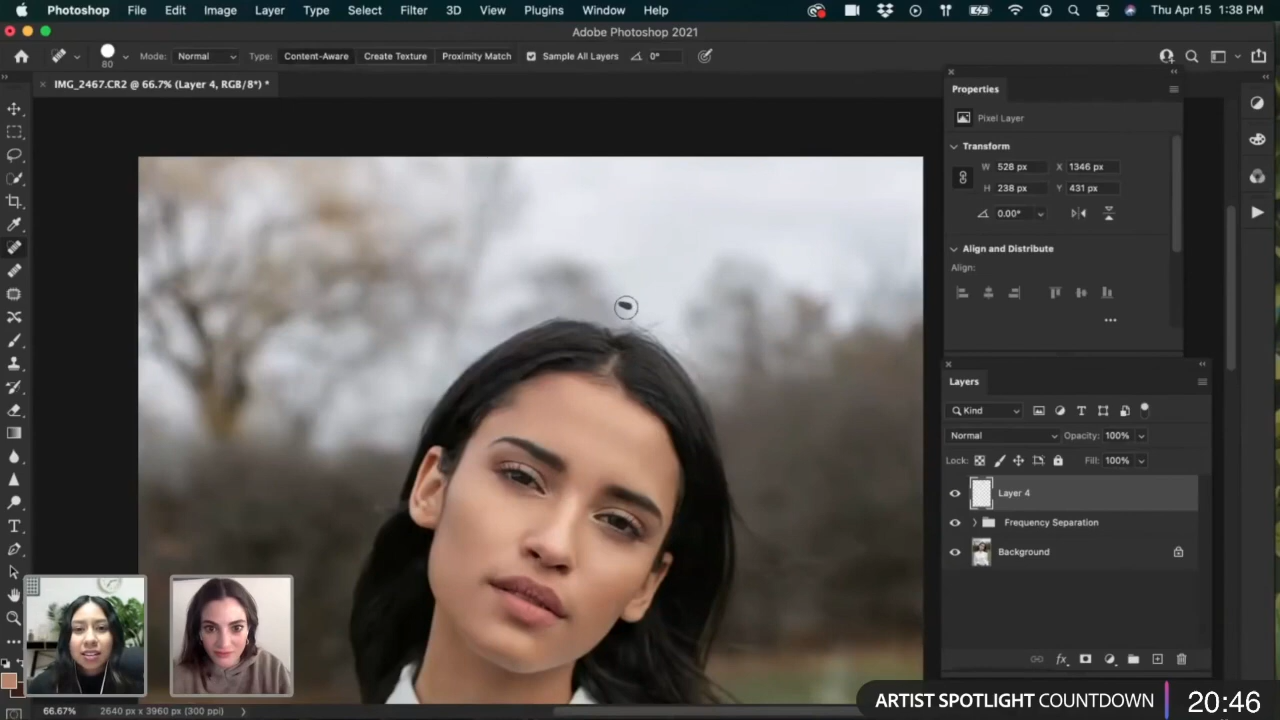 Photoshop File Edit Image Layer Type Select Filter 3D View Plugins Window Help Thu Apr 15 1:38 PM
Adobe Photoshop 2021
80 Mode: Normal Type: Content-Aware Create Texture Proximity Match Sample All Layers 0°
IMG_2467.CR2 @ 66.7% (Layer 4, RGB/8*) *
Properties
Pixel Layer
Transform
W 528 px X 1346 px
H 238 px Y 431 px
0.00°
Align and Distribute
Align:
Layers
Kind
Normal Opacity: 100%
Lock: Fill: 100%
Layer 4
Frequency Separation
Background
fx
66.67% 2640 px x 3960 px (300 ppi)
ARTIST SPOTLIGHT COUNTDOWN 20:46